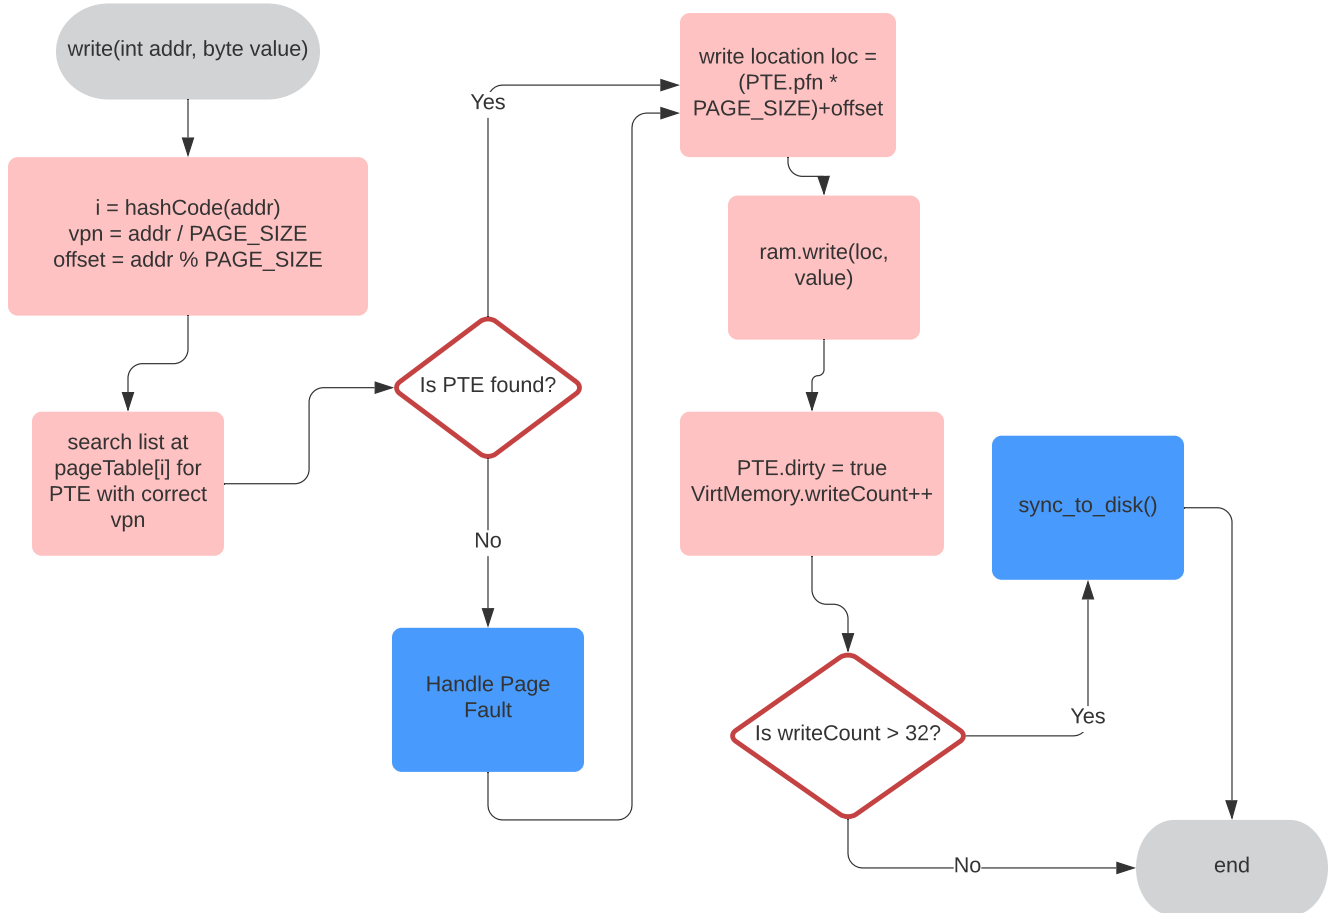 write(int addr, byte value)
i = hashCode(addr)
vpn = addr / PAGE_SIZE
offset = addr % PAGE_SIZE
search list at
pageTable[i] for
PTE with correct
vpn
Is PTE found?
Yes
No
Handle Page
Fault
write location loc =
(PTE.pfn *
PAGE_SIZE)+offset
ram.write(loc,
value)
PTE.dirty = true
VirtMemory.writeCount++
Is writeCount > 32?
Yes
No
sync_to_disk()
end